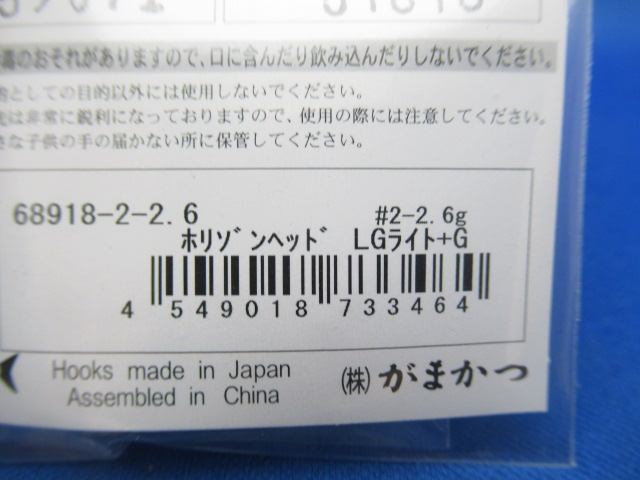 毒のおそれがありますので、口に含んだり飲み込んだりしないでください。
としての目的以外には使用しないでください。
は非常に鋭利になっておりますので、使用の際には注意してください。
さな子供の手の届かない所に保管してください。
68918-2-2.6 #2-2.6g
ﾎﾘｿﾞﾝﾍｯﾄﾞ LGﾗｲﾄ+G
4 549018 733464
Hooks made in Japan
Assembled in China
(株) がまかつ